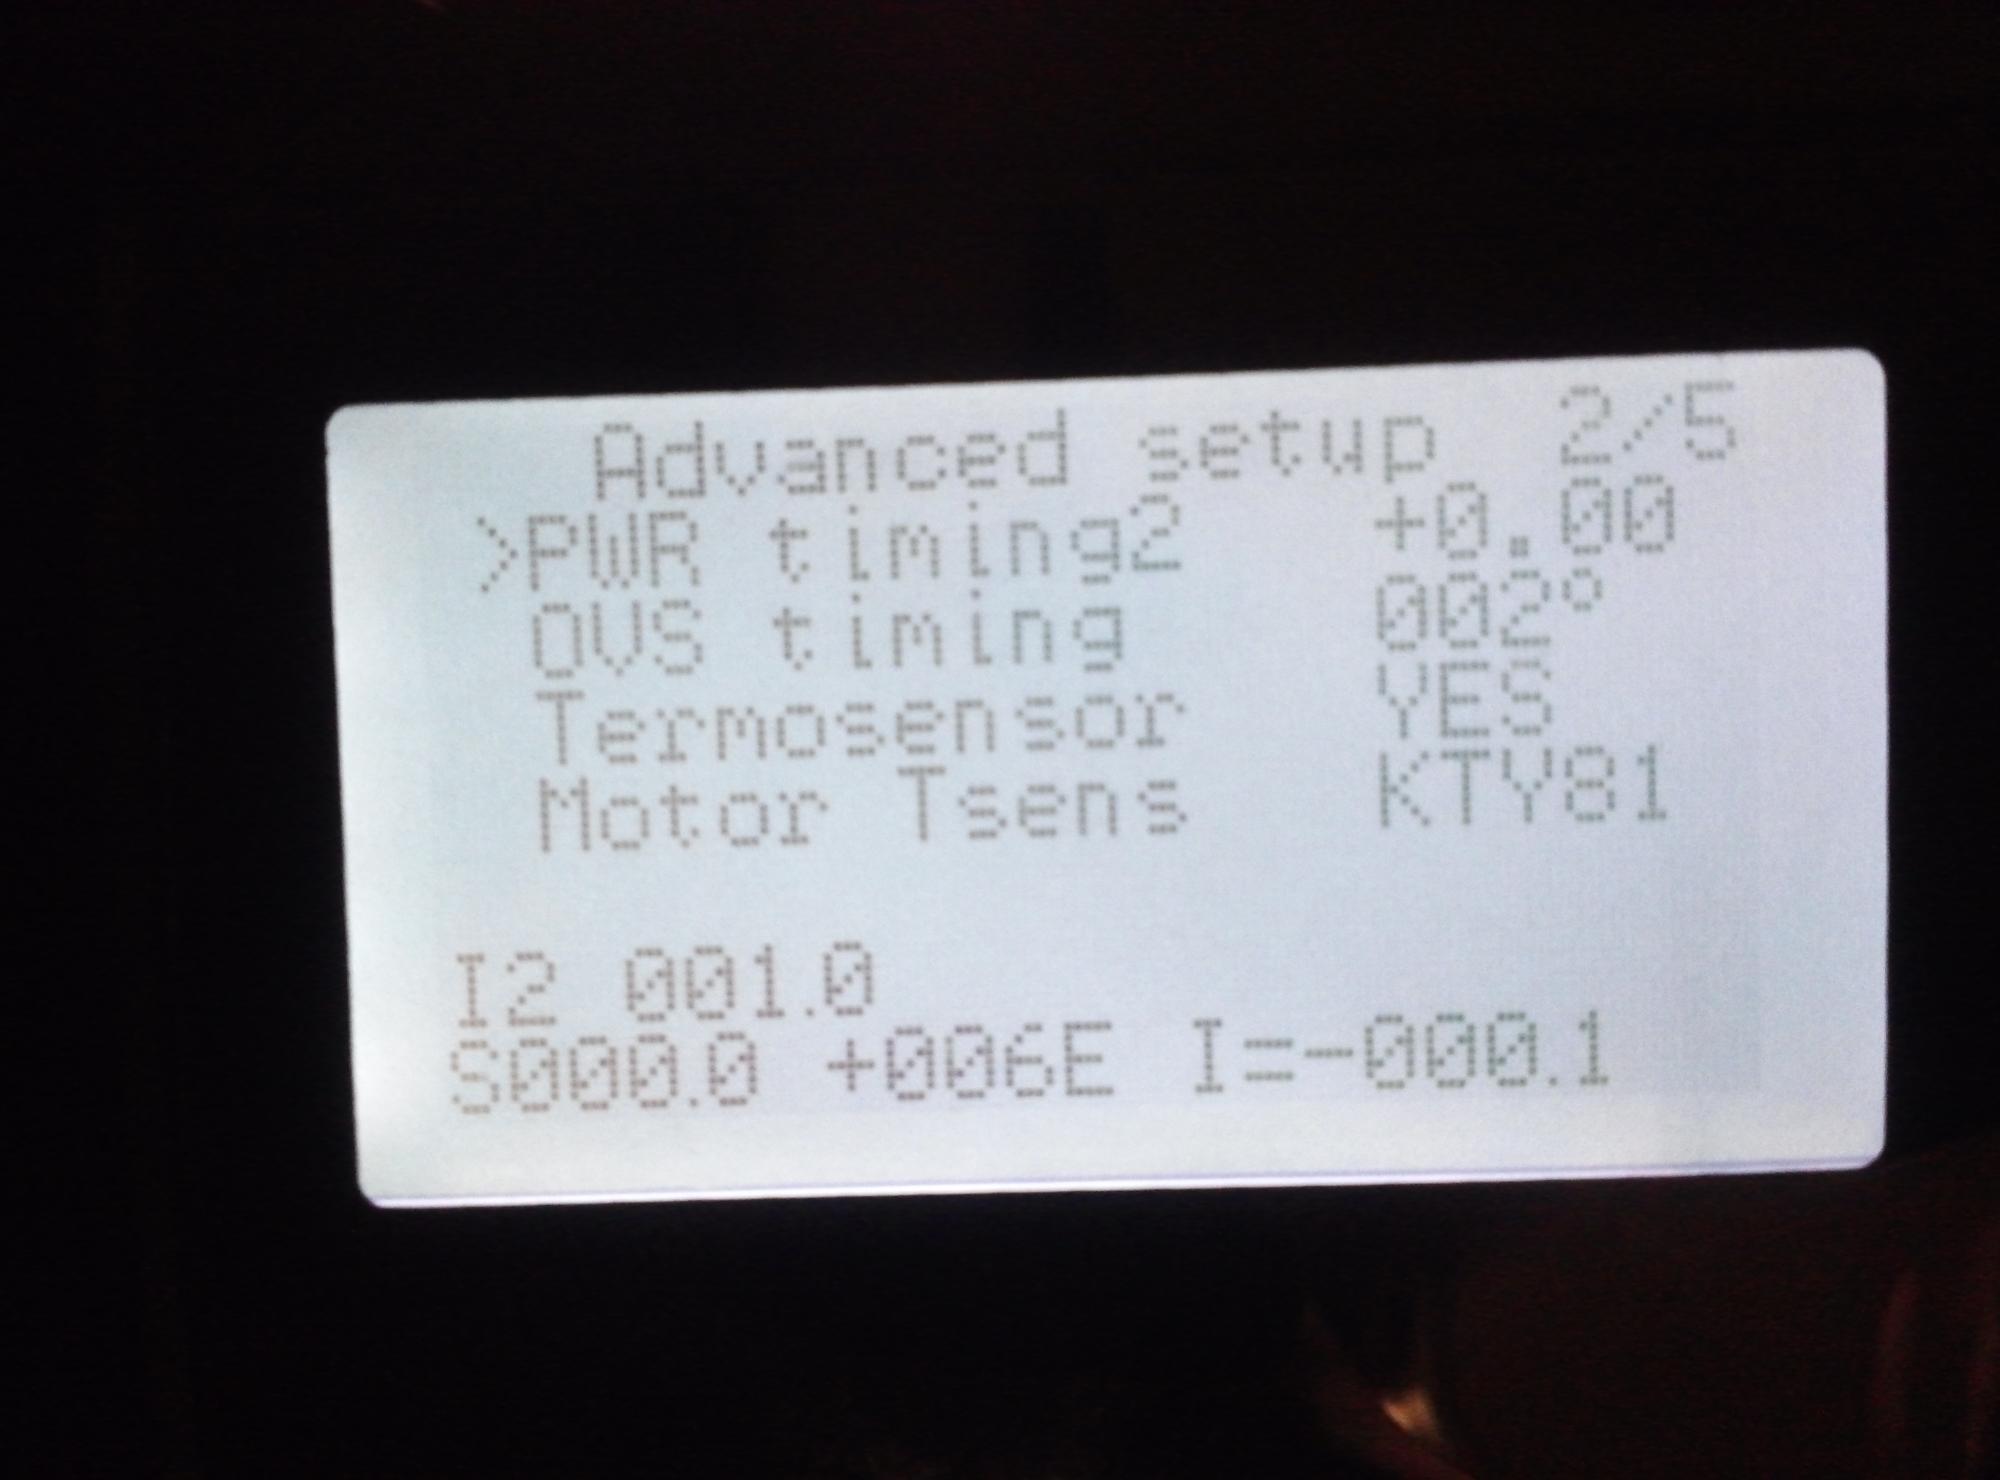 Advanced setup 2/5
>PWR timing2 +0.00
OVS timing 002°
Termosensor YES
Motor Tsens KTY81
I2 001.0
S000.0 +006E I=-000.1